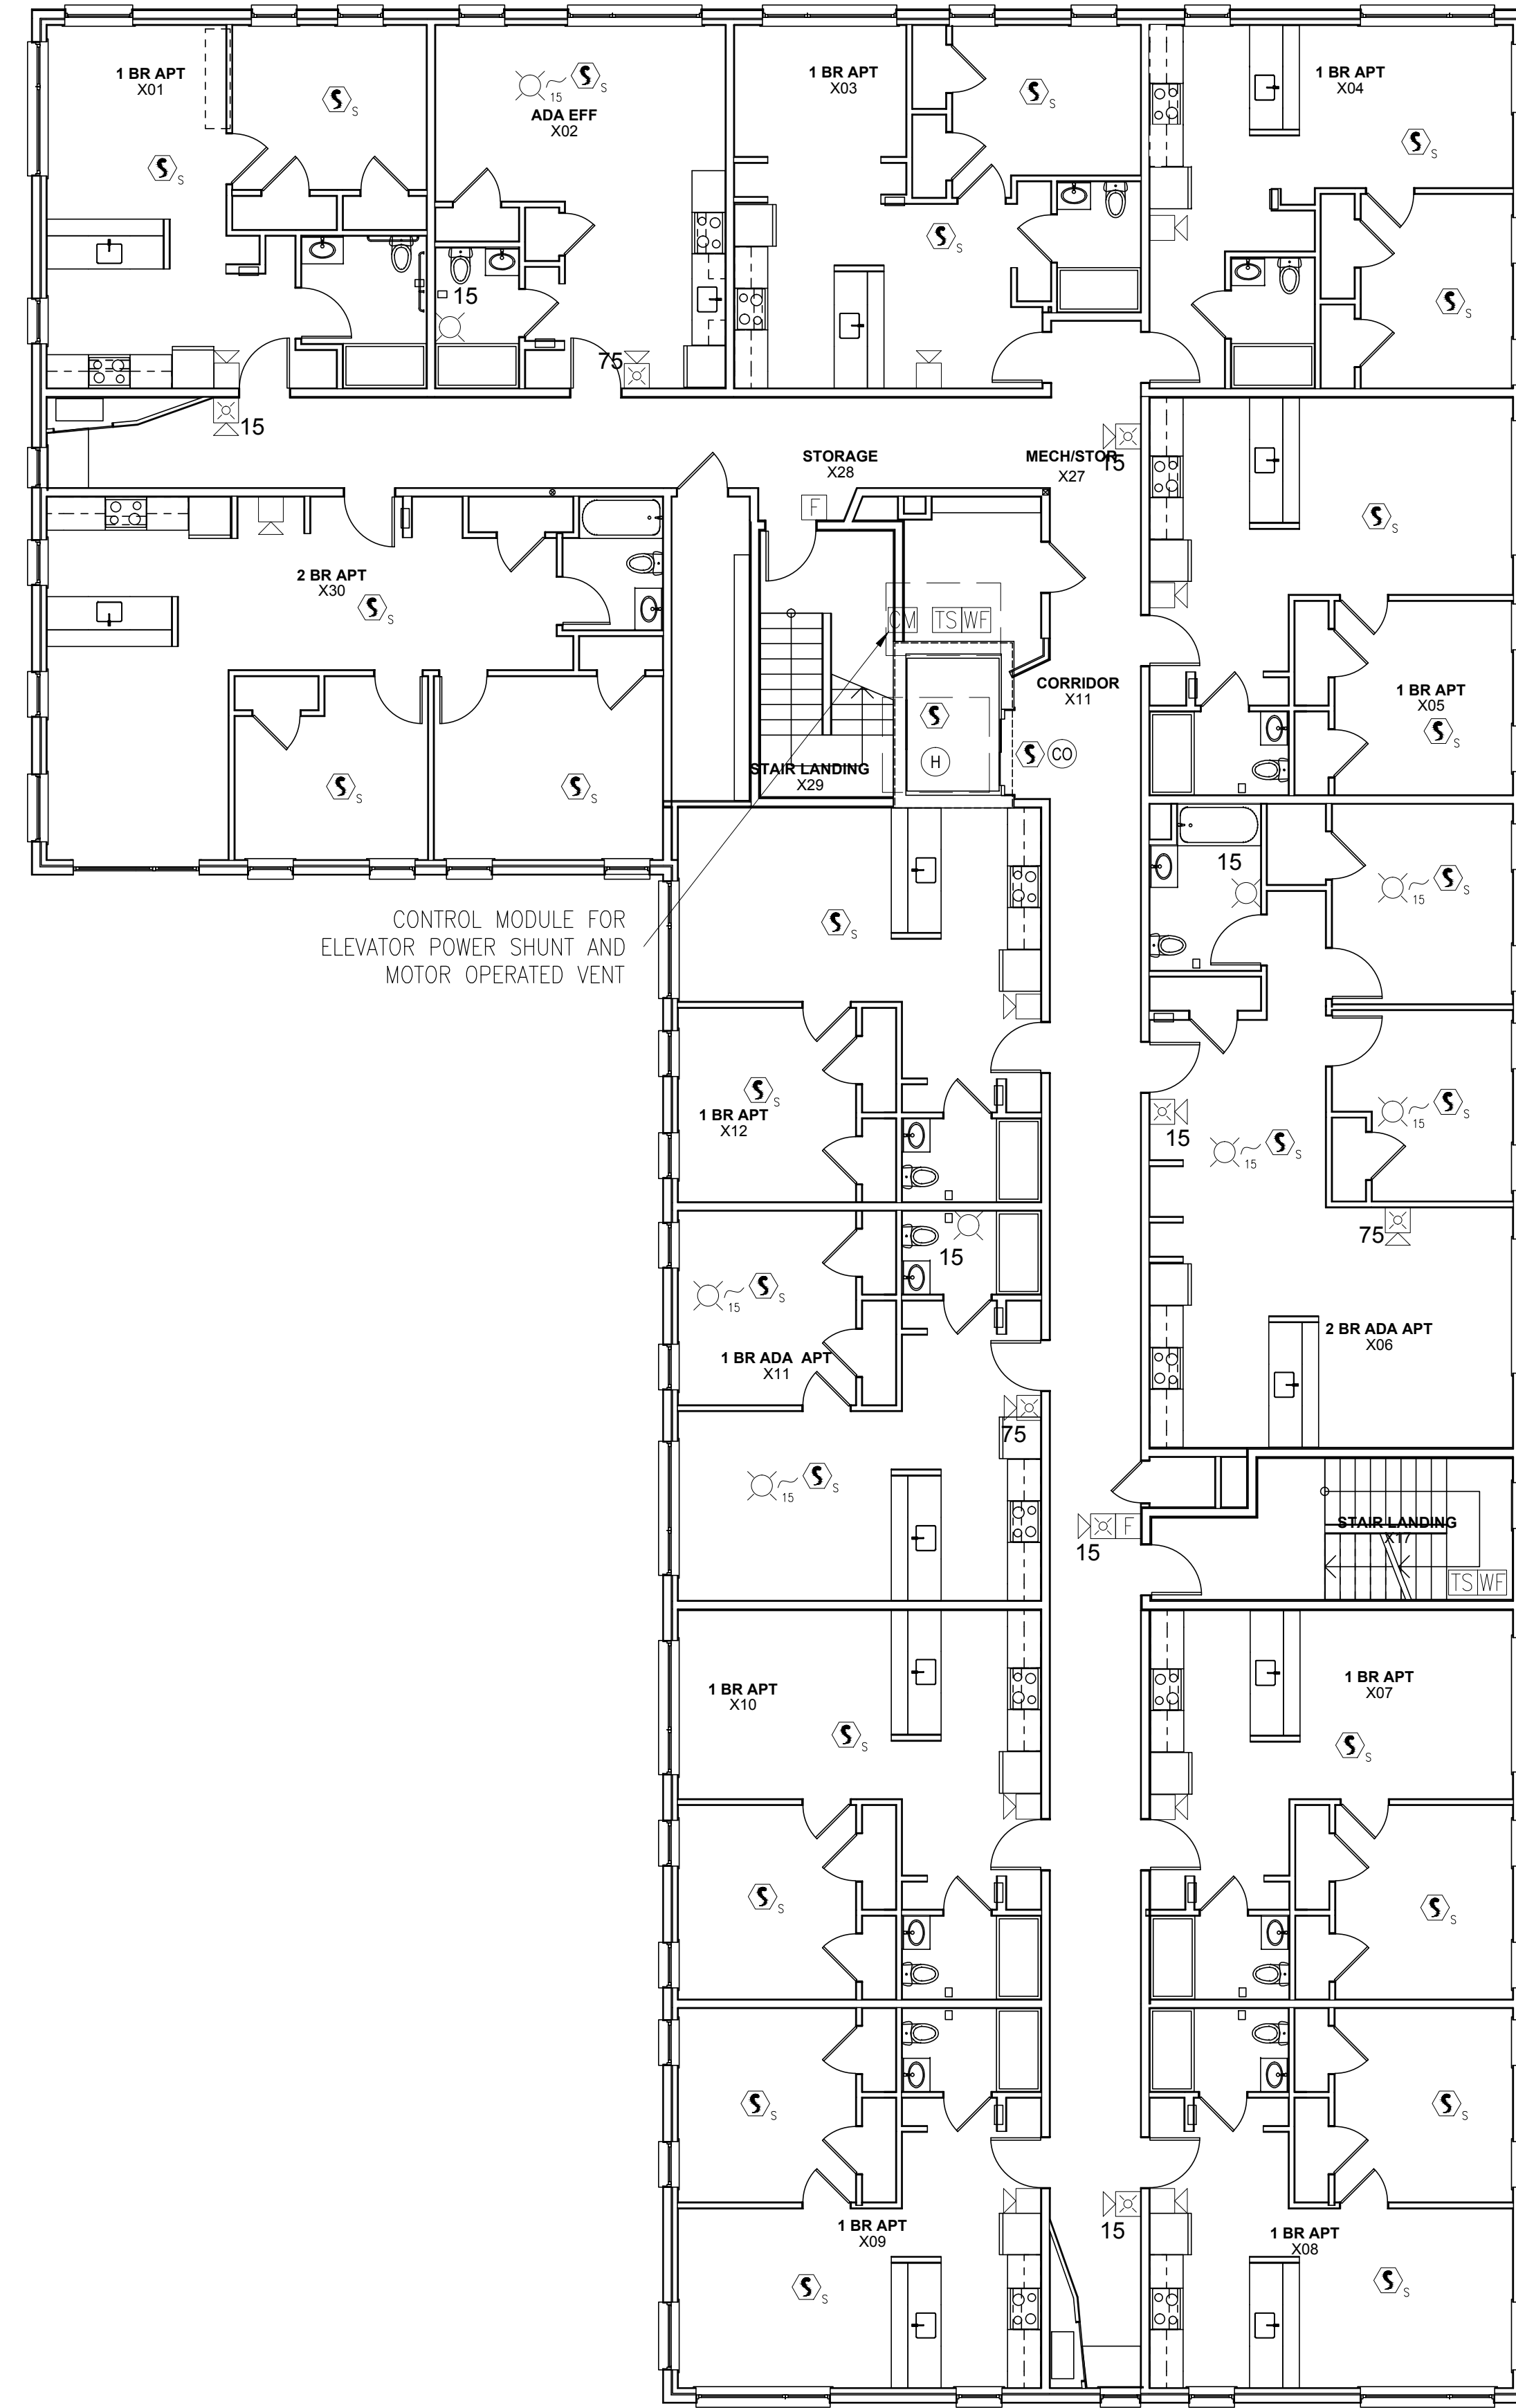 1 BR APT
X01
S
S
S
S
15
S
S
ADA EFF
X02
1 BR APT
X03
S
S
1 BR APT
X04
S
S
S
S
S
S
S
S
15
75
15
STORAGE
X28
MECH/STOR
X27
15
F
S
S
2 BR APT
X30
S
S
CM
TS WF
CORRIDOR
X11
1 BR APT
X05
S
S
S
S
CO
H
STAIR LANDING
X29
S
S
S
S
15
15
S
S
CONTROL MODULE FOR
ELEVATOR POWER SHUNT AND
MOTOR OPERATED VENT
S
S
S
S
1 BR APT
X12
15
S
S
15
15
S
S
75
15
15
S
S
1 BR ADA APT
X11
2 BR ADA APT
X06
75
15
S
S
15
F
STAIR LANDING
X17
TS WF
1 BR APT
X10
1 BR APT
X07
S
S
S
S
S
S
S
S
S
S
S
S
15
1 BR APT
X09
1 BR APT
X08
S
S
S
S